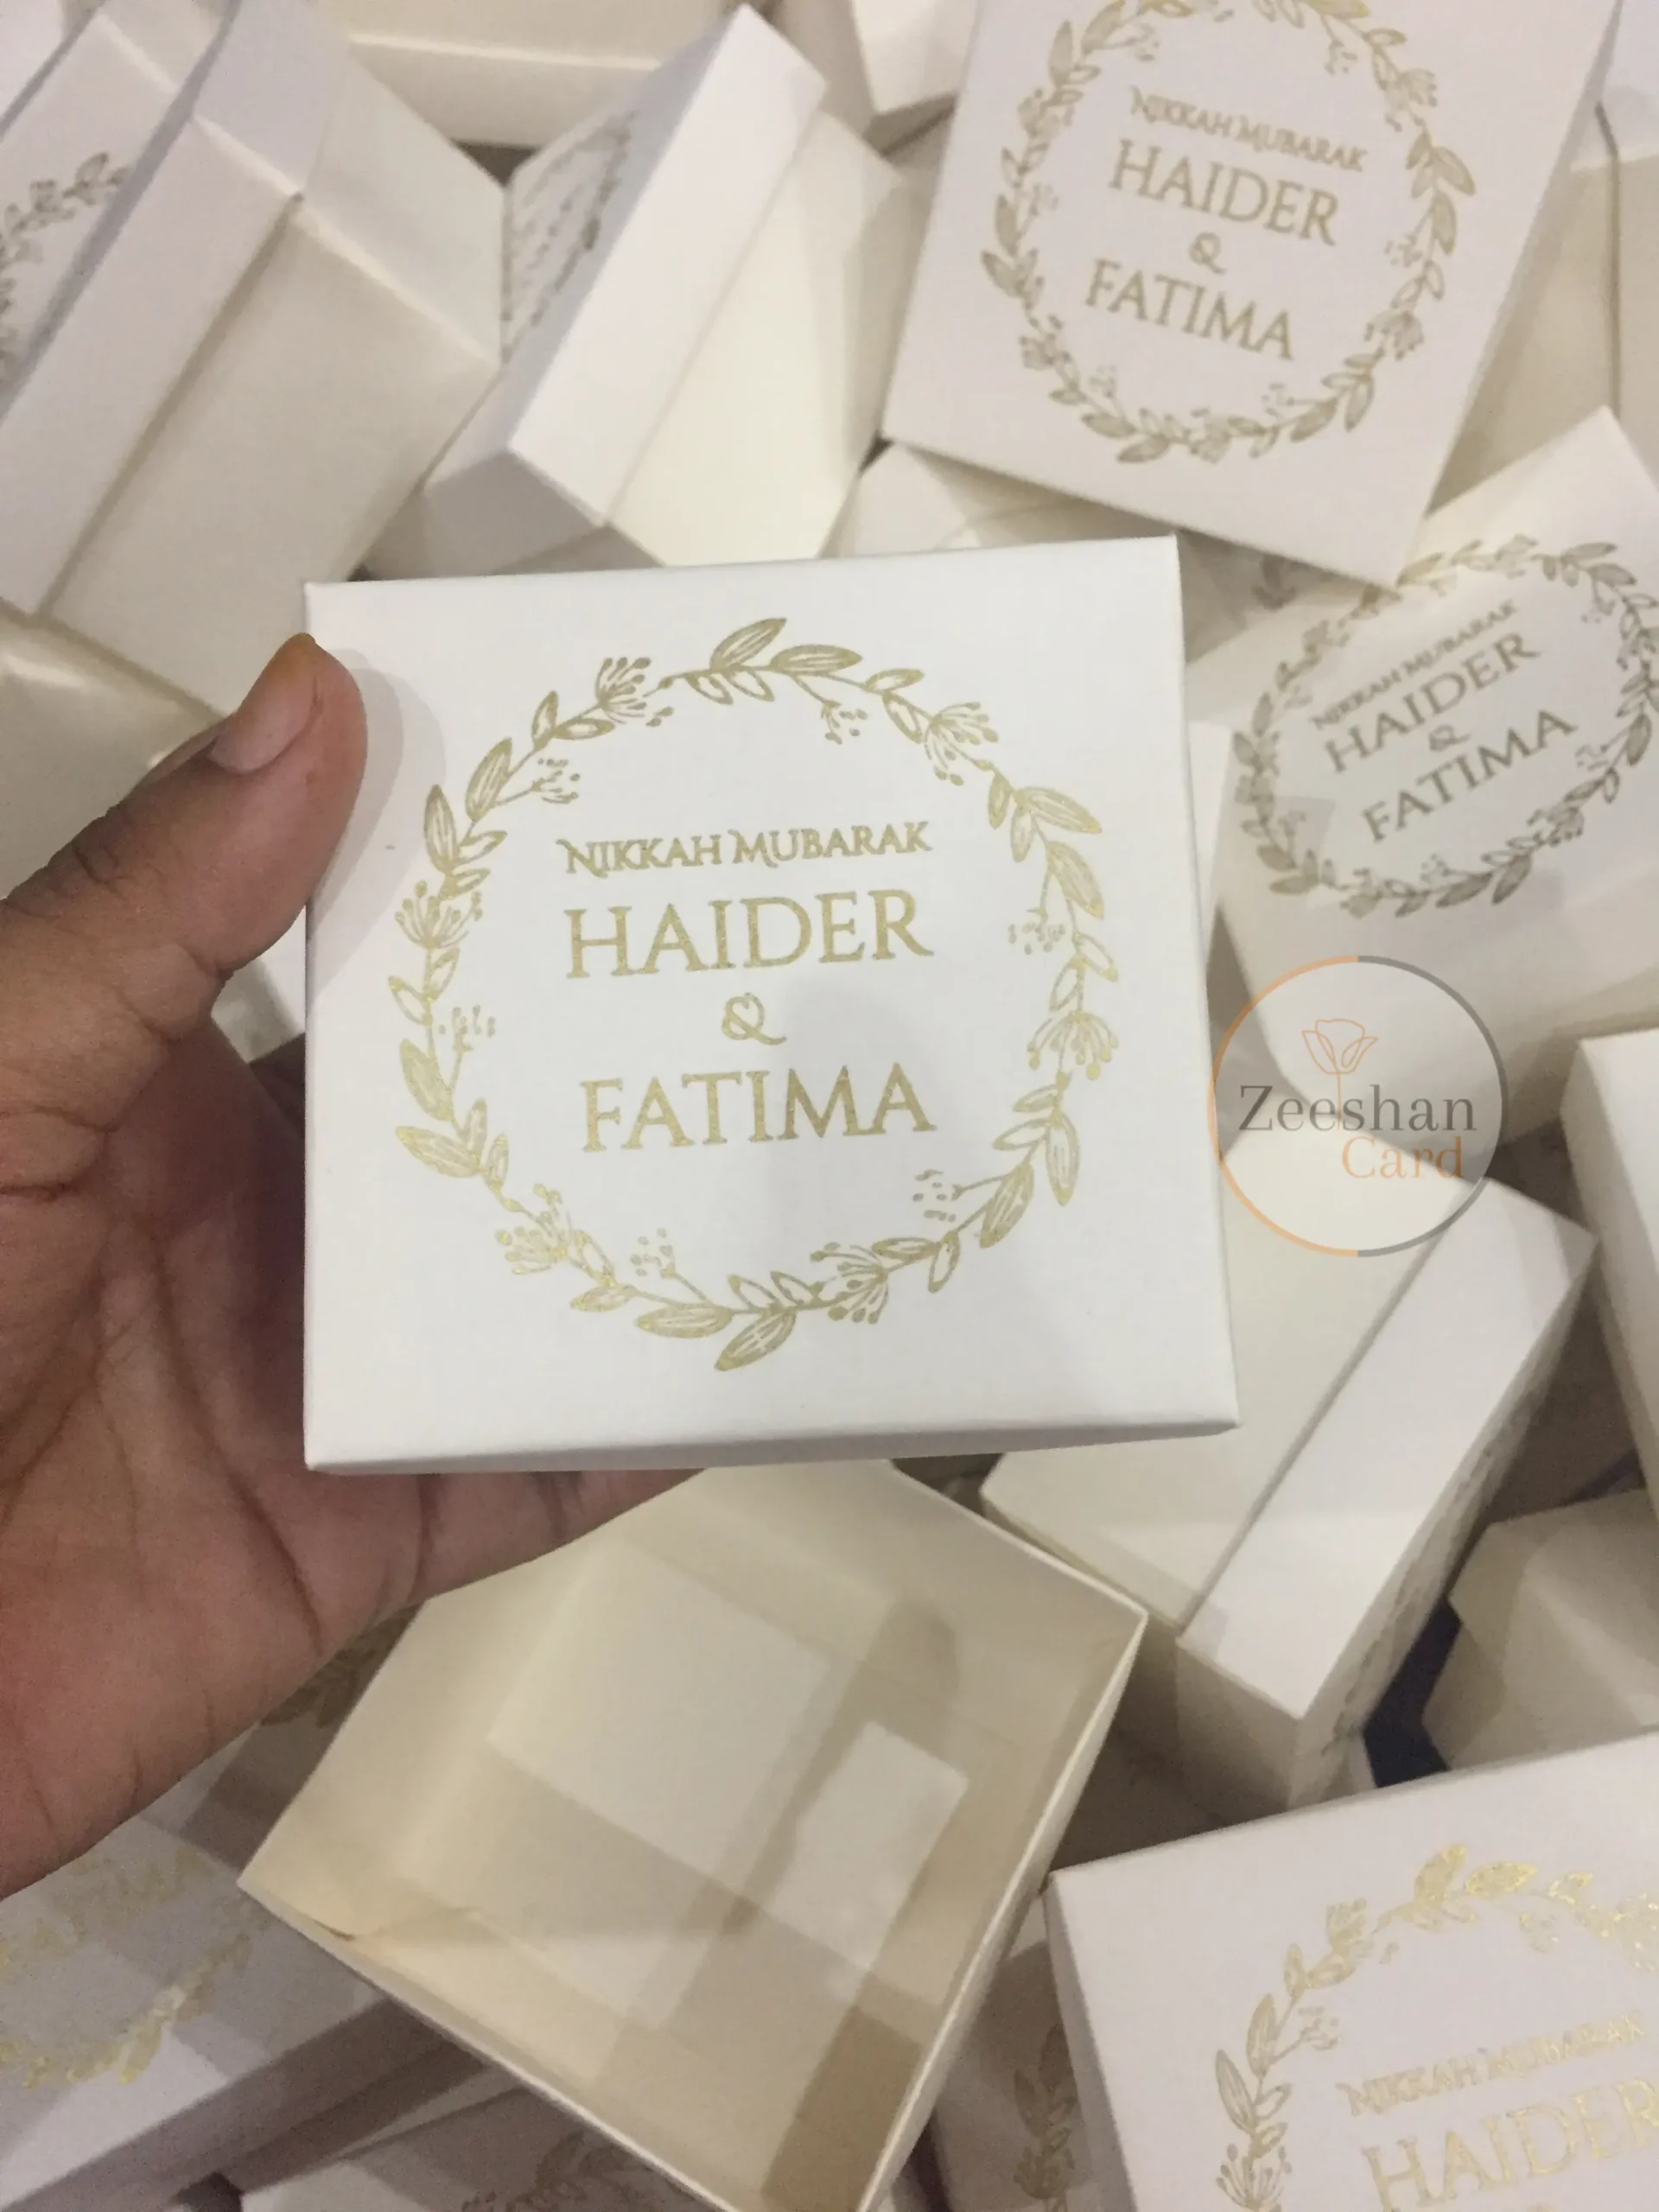 NIKKAH MUBARAK
HAIDER
&
FATIMA
NIKKAH MUBARAK
HAIDER
&
FATIMA
NIKKAH MUBARAK
HAIDER
&
FATIMA
Zeeshan
Card
NIKKAH MUBARAK
HAIDER